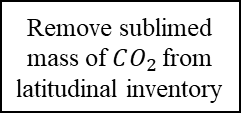 Remove sublimed
mass of CO₂ from
latitudinal inventory